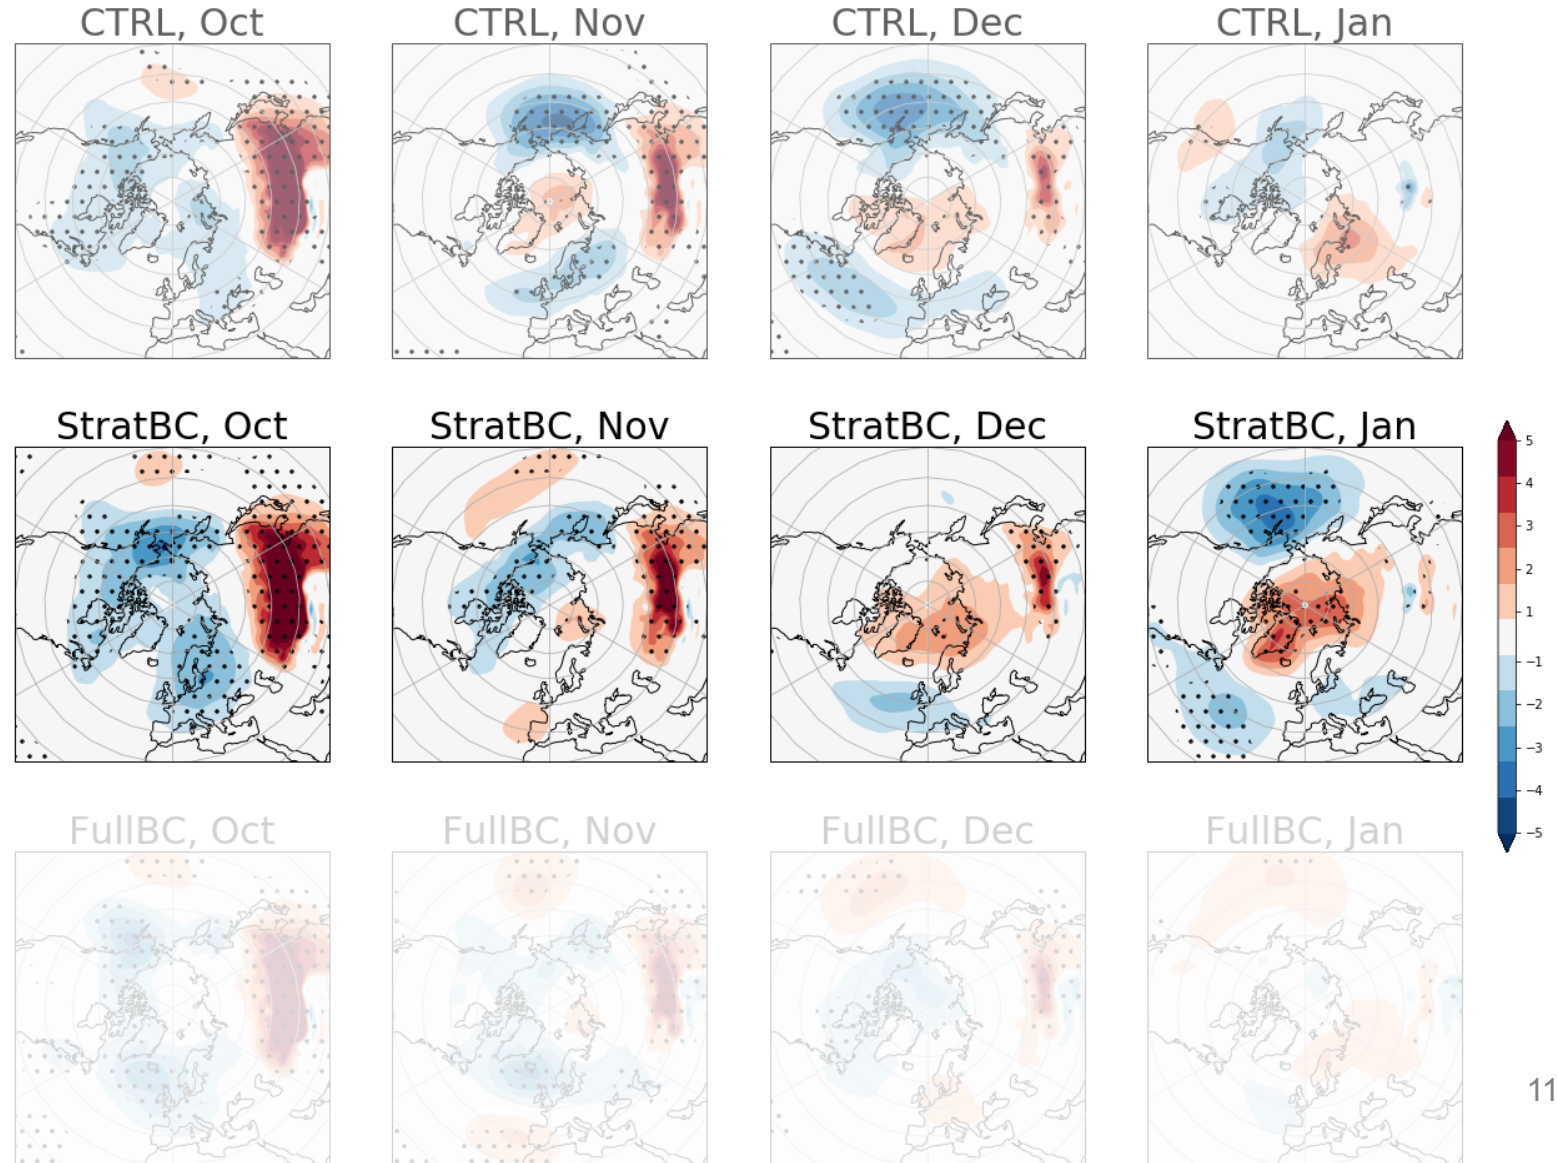 CTRL, Oct
CTRL, Nov
CTRL, Dec
CTRL, Jan
StratBC, Oct
StratBC, Nov
StratBC, Dec
StratBC, Jan
5
4
3
2
1
−1
−2
−3
−4
−5
FullBC, Oct
FullBC, Nov
FullBC, Dec
FullBC, Jan
11